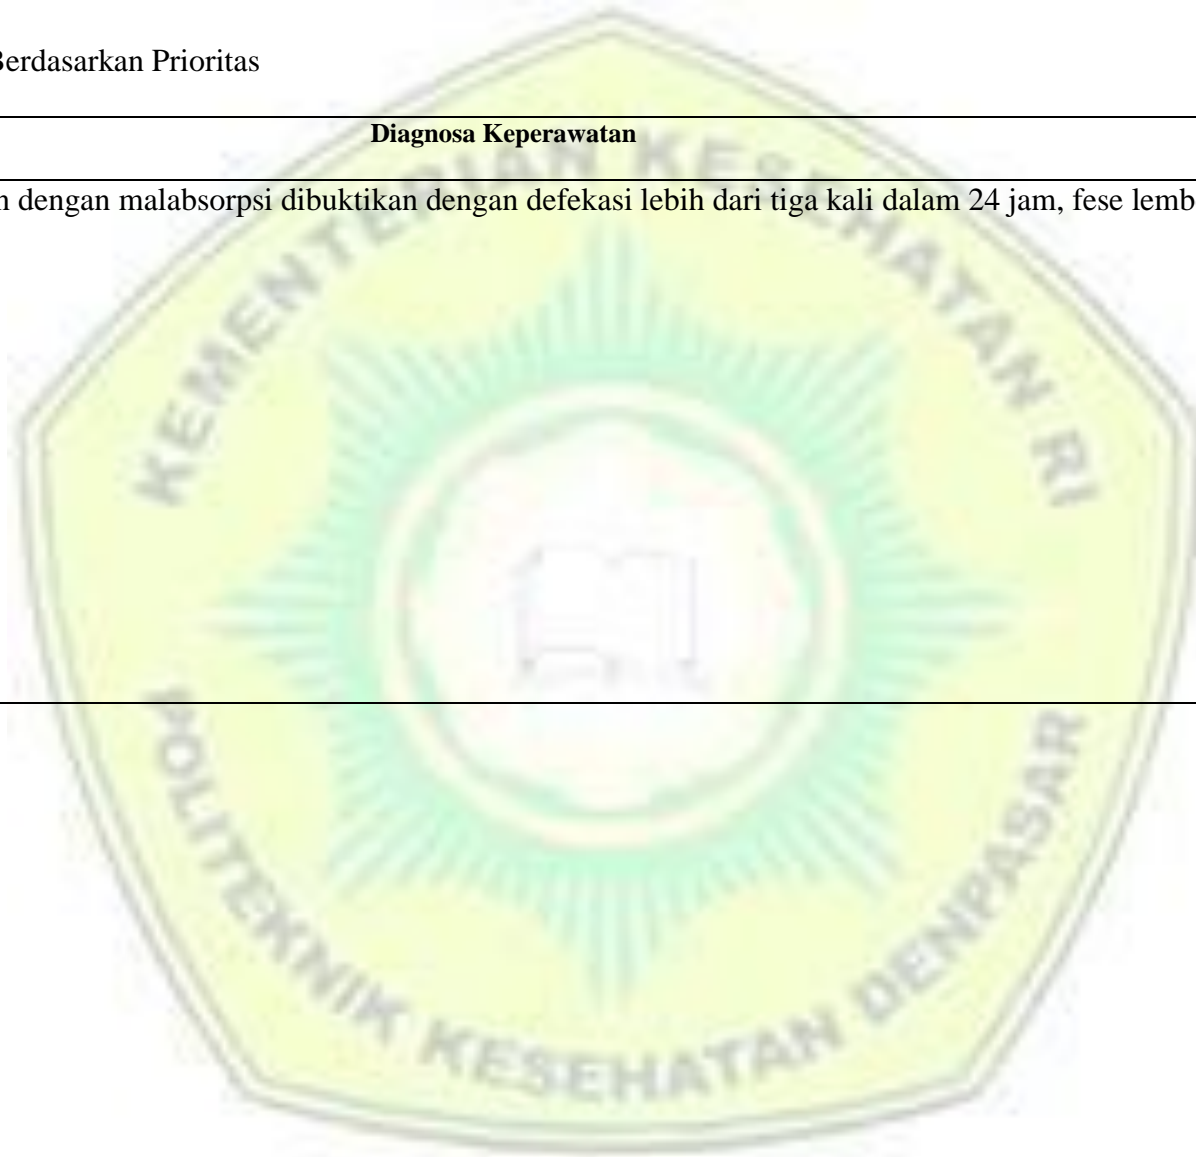 Berdasarkan Prioritas
Diagnosa Keperawatan
n dengan malabsorpsi dibuktikan dengan defekasi lebih dari tiga kali dalam 24 jam, fese lemb
KEMENTERIAN KESEHATAN RI
POLITEKNIK KESEHATAN DENPASAR